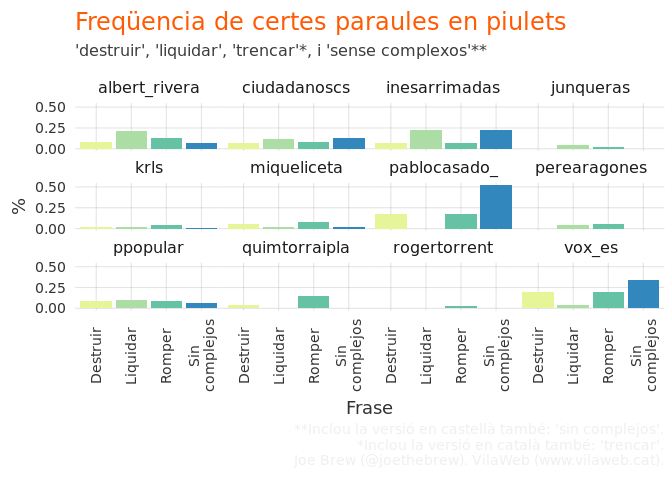 Freqüencia de certes paraules en piulets
'destruir', 'liquidar', 'trencar'*, i 'sense complexos'**
albert_rivera ciudadanoscs inesarrimadas junqueras
0.50
0.25
0.00
krls miqueliceta pablocasado_ perearagones
0.50
0.25
0.00
%
ppopular quimtorraipla rogertorrent vox_es
0.50
0.25
0.00
Destruir Liquidar Romper Sin complejos Destruir Liquidar Romper Sin complejos Destruir Liquidar Romper Sin complejos Destruir Liquidar Romper Sin complejos
Frase
**Inclou la versió en castellà també: 'sin complejos'.
*Inclou la versió en català també: 'trencar'.
Joe Brew (@joethebrew). VilaWeb (www.vilaweb.cat).